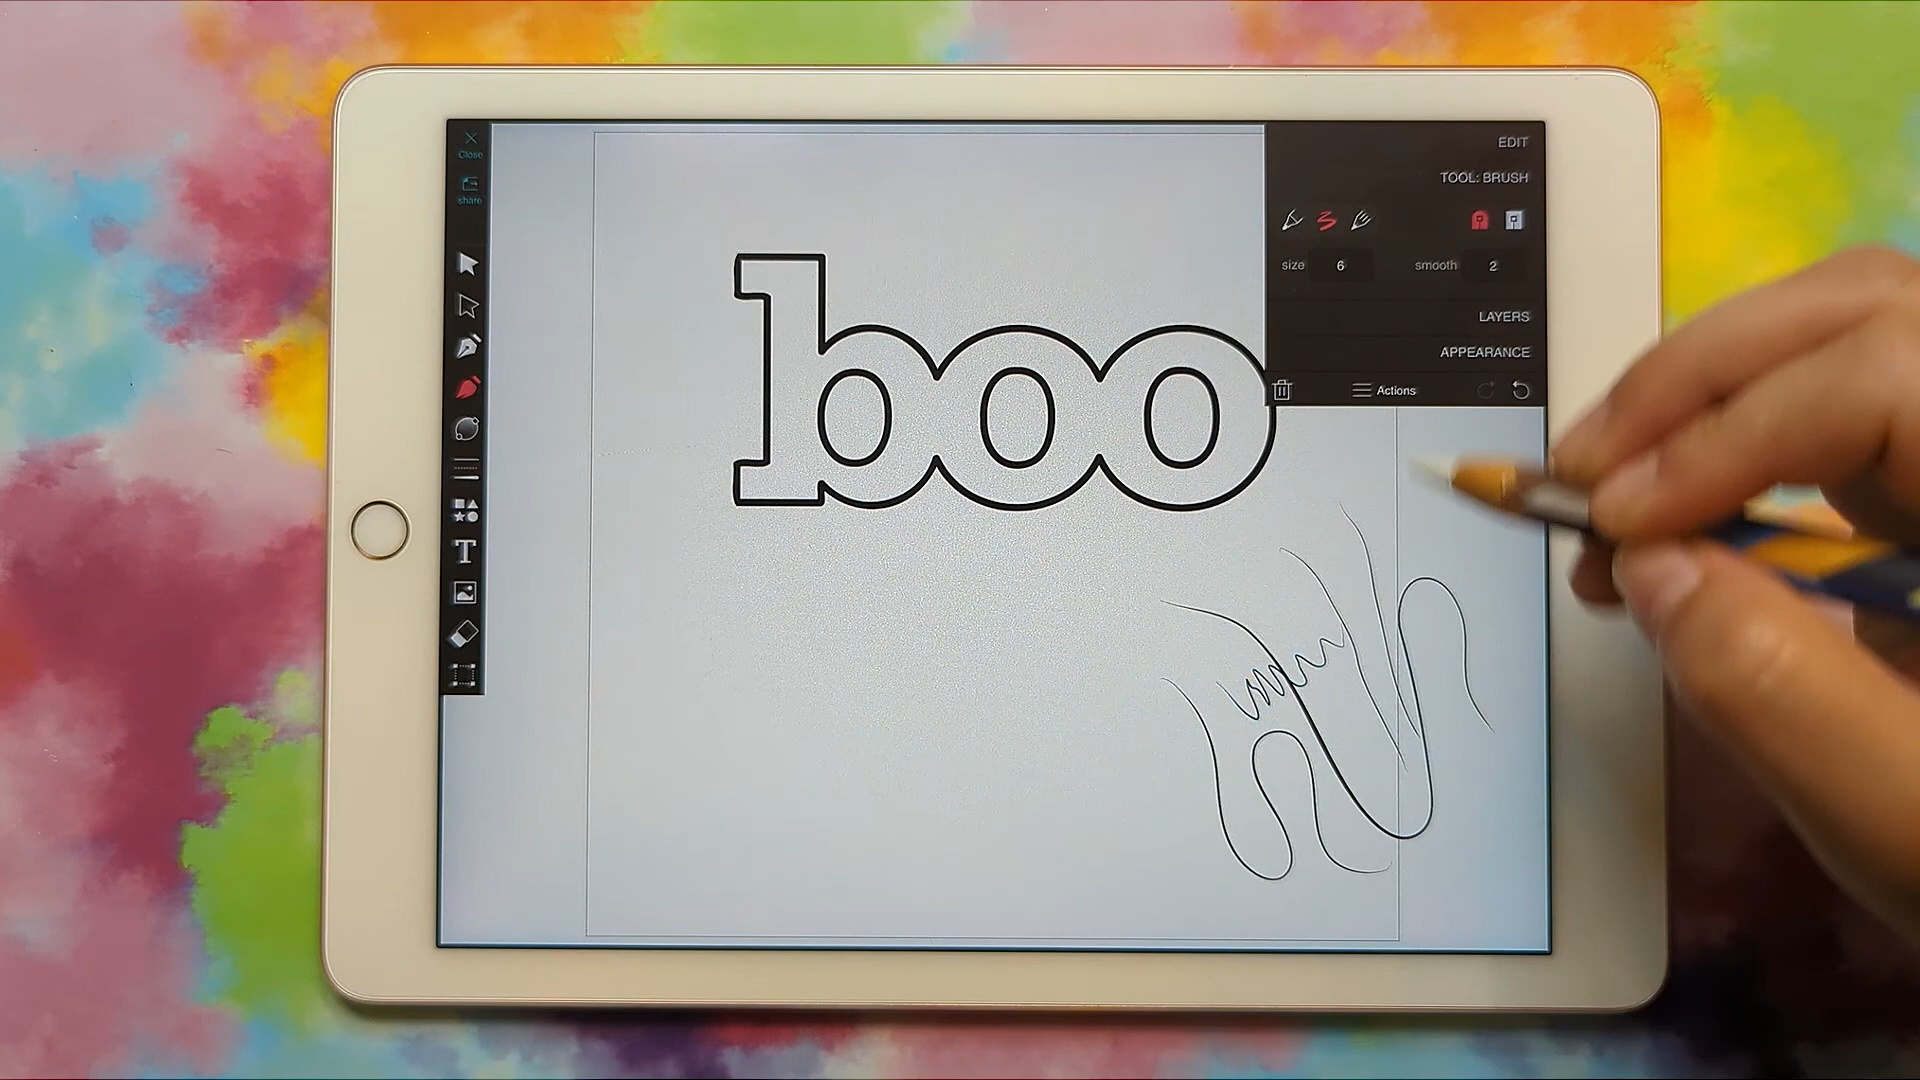 Close
share
boo
EDIT
TOOL: BRUSH
size 6 smooth 2
LAYERS
APPEARANCE
Actions
T